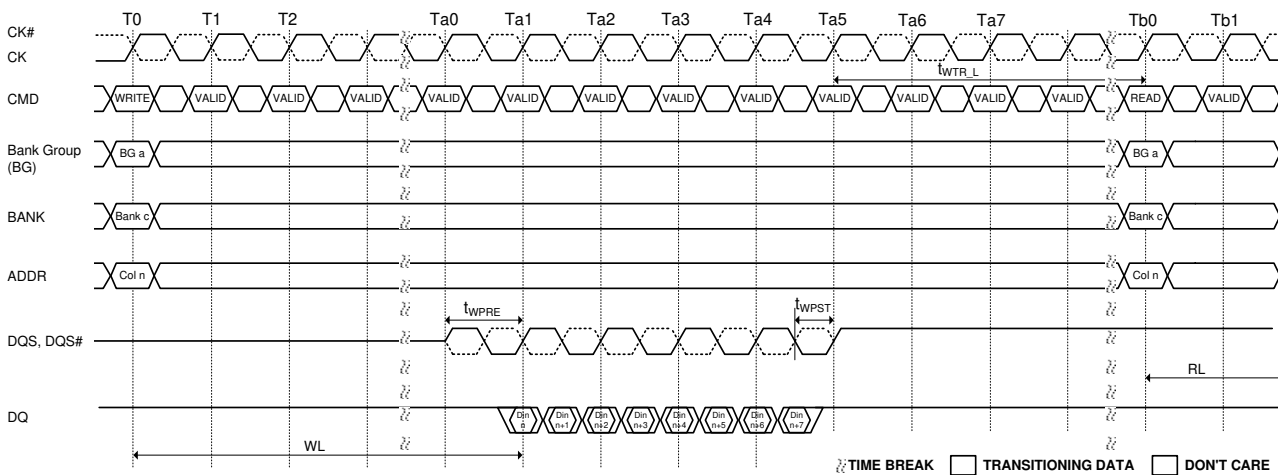 T0 T1 T2 Ta0 Ta1 Ta2 Ta3 Ta4 Ta5 Ta6 Ta7 Tb0 Tb1
CK#
CK
tWTR_L
CMD WRITE VALID VALID VALID VALID VALID VALID VALID VALID VALID VALID VALID VALID READ VALID
Bank Group
(BG)
BG a BG a
BANK Bank c Bank c
ADDR Col n Col n
tWPRE tWPST
DQS, DQS#
RL
DQ Din n Din n+1 Din n+2 Din n+3 Din n+4 Din n+5 Din n+6 Din n+7
WL
TIME BREAK TRANSITIONING DATA DON'T CARE